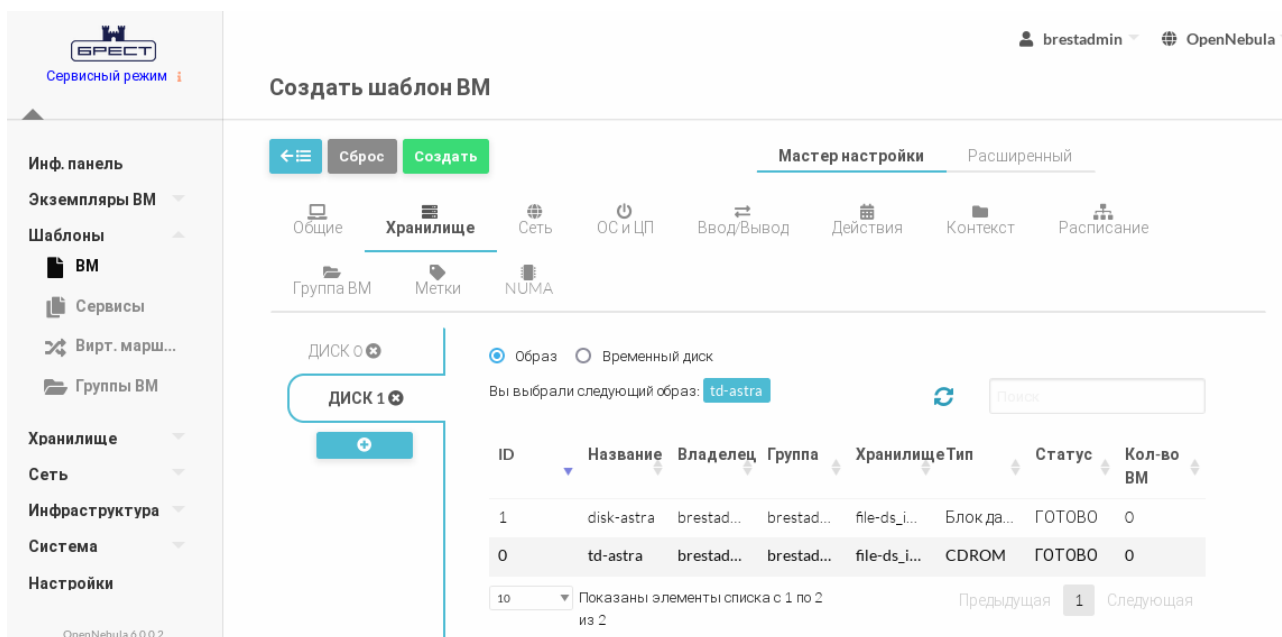 БРЕСТ
Сервисный режим i
brestadmin OpenNebula
Создать шаблон ВМ
Инф. панель
Экземпляры ВМ
Шаблоны
ВМ
Сервисы
Вирт. марш...
Группы ВМ
Хранилище
Сеть
Инфраструктура
Система
Настройки
OpenNebula 6.0.0.2
Сброс Создать
Мастер настройки Расширенный
Общие Хранилище Сеть ОС и ЦП Ввод/Вывод Действия Контекст Расписание
Группа ВМ Метки NUMA
ДИСК 0
ДИСК 1
Образ Временный диск
Вы выбрали следующий образ: td-astra
Поиск
ID Название Владелец Группа Хранилище Тип Статус Кол-во ВМ
1 disk-astra brestad... brestad... file-ds_i... Блок да... ГОТОВО 0
0 td-astra brestad... brestad... file-ds_i... CDROM ГОТОВО 0
10 Показаны элементы списка с 1 по 2
из 2
Предыдущая 1 Следующая